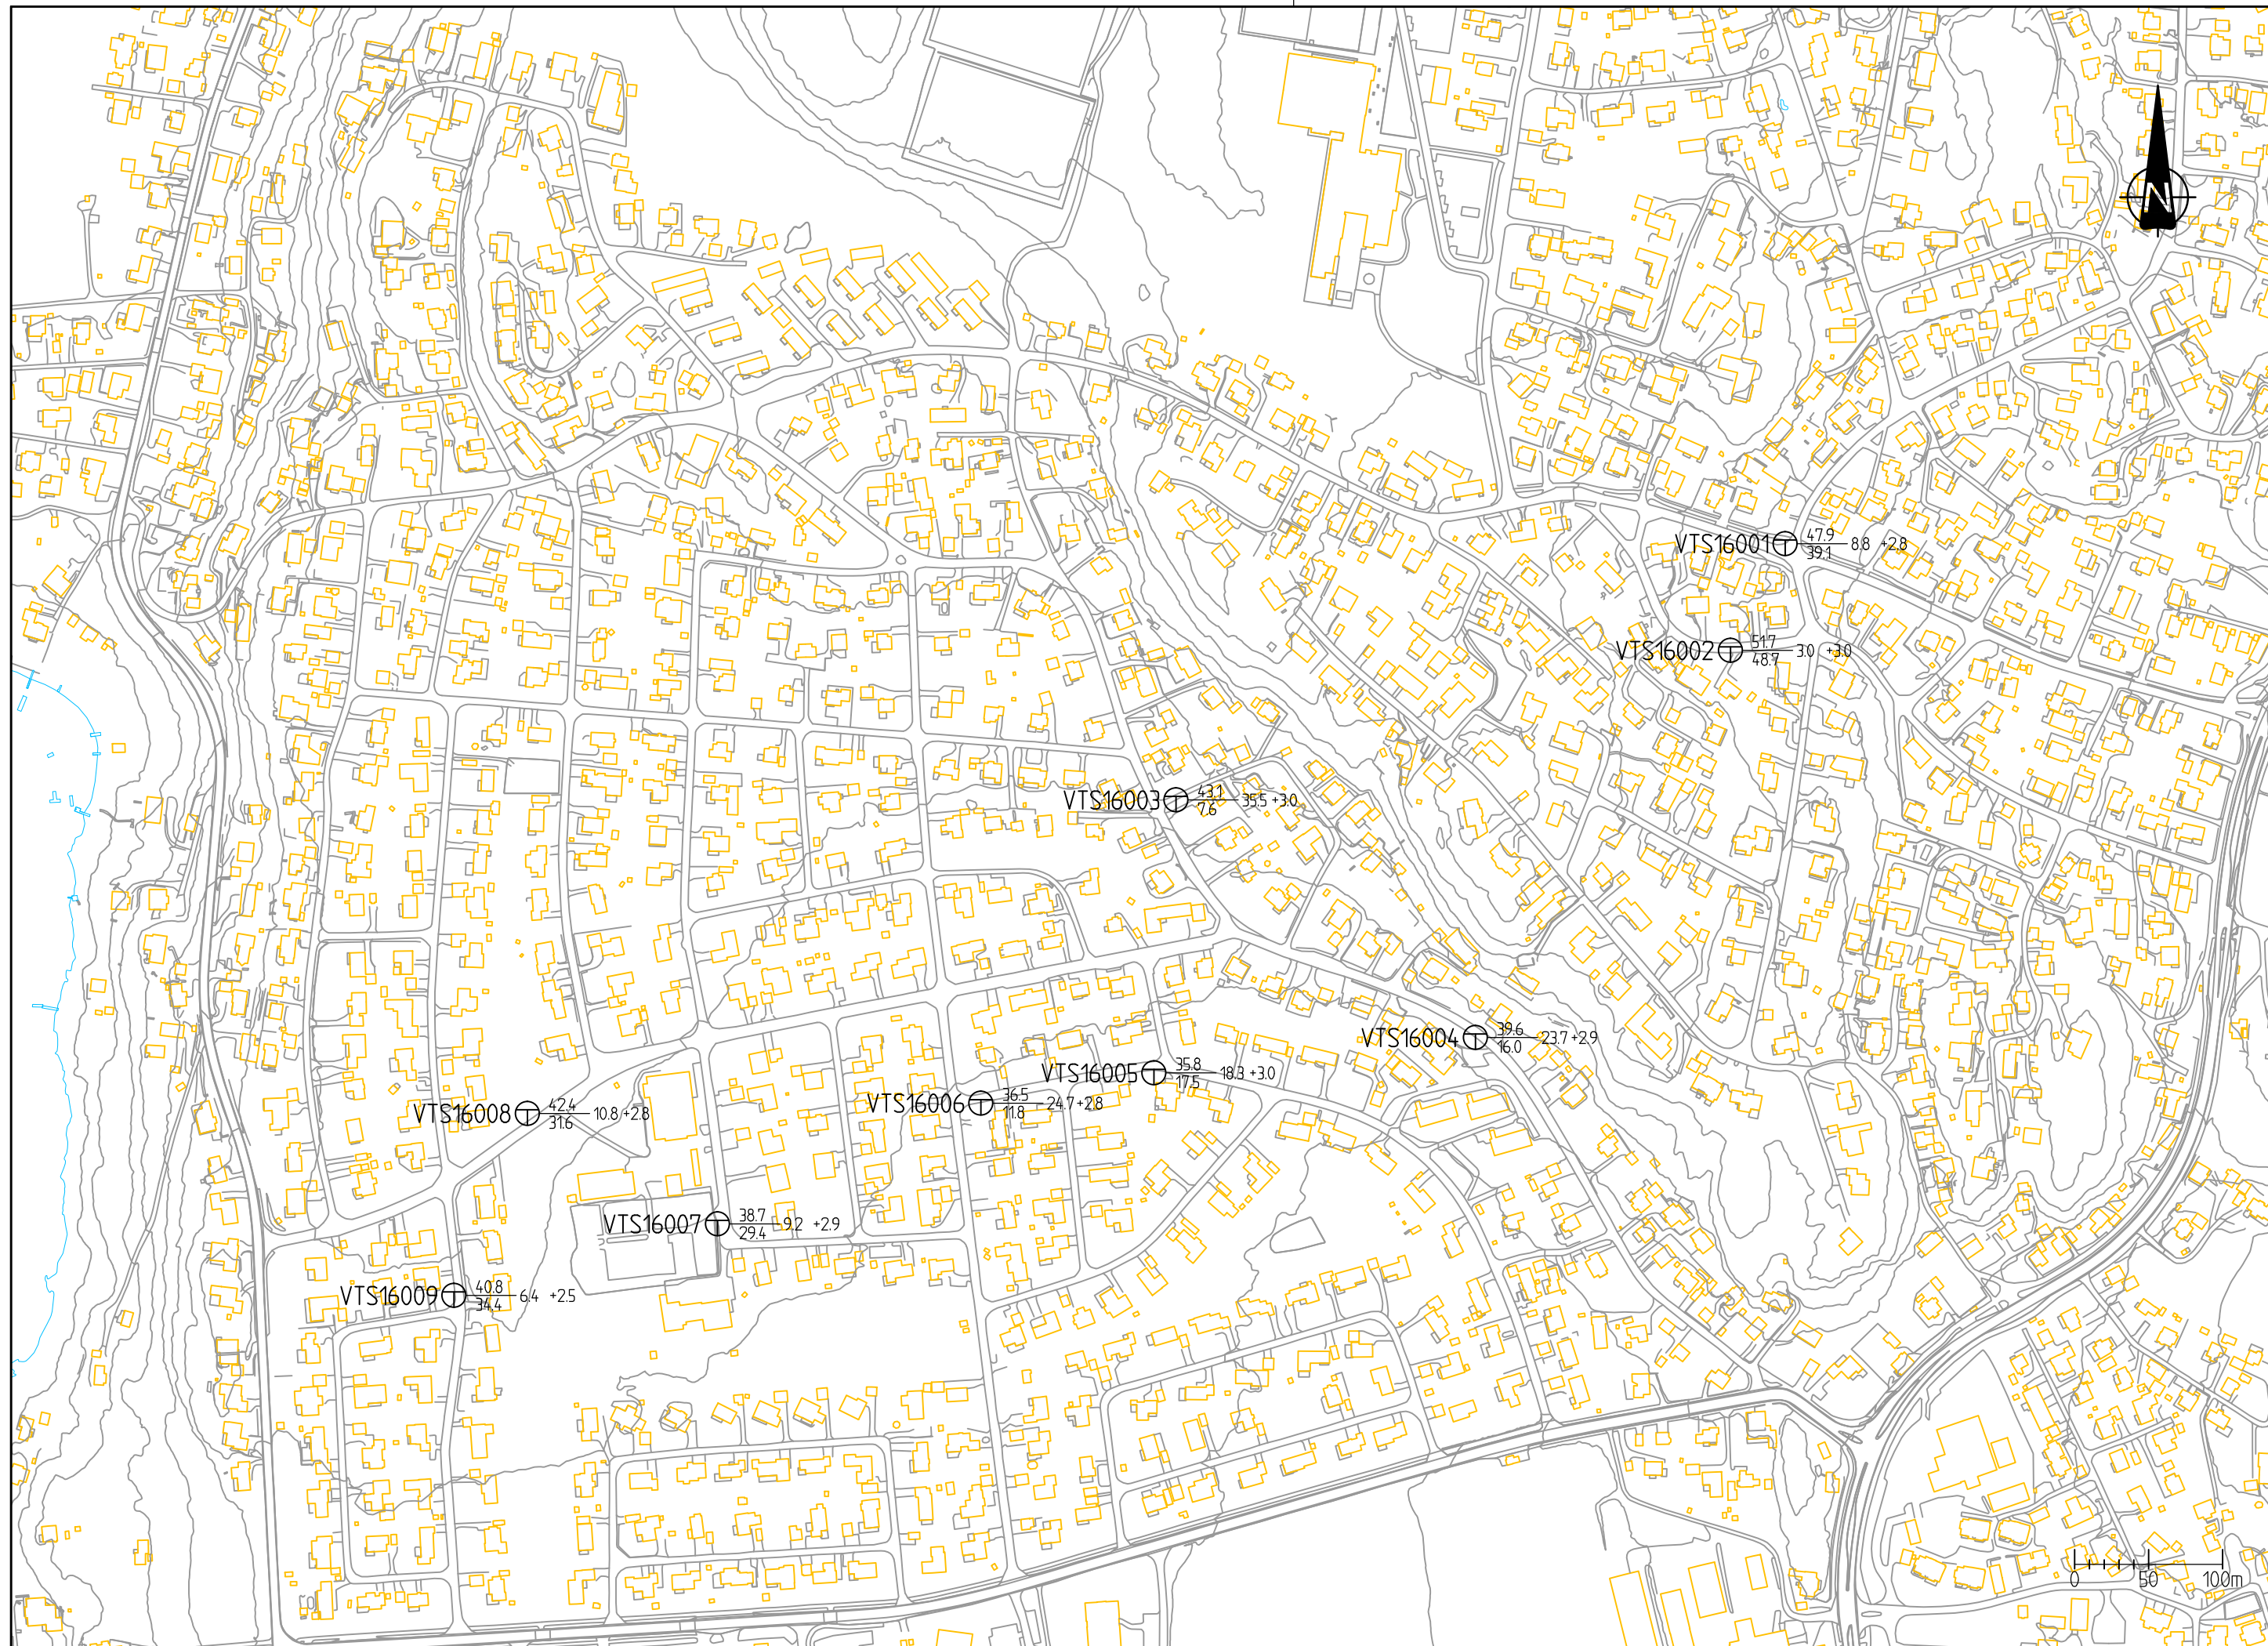 N
VTS16001 47.9 8.8 +2.8
39.1
VTS16002 51.7 3.0 +3.0
48.7
VTS16003 43.1 35.5 +3.0
7.6
VTS16004 39.6 23.7 +2.9
16.0
VTS16005 35.8 18.3 +3.0
17.5
VTS16006 36.5 24.7 +2.8
11.8
VTS16008 42.4 10.8 +2.8
31.6
VTS16007 38.7 9.2 +2.9
29.4
VTS16009 40.8 6.4 +2.5
34.4
0 50 100m